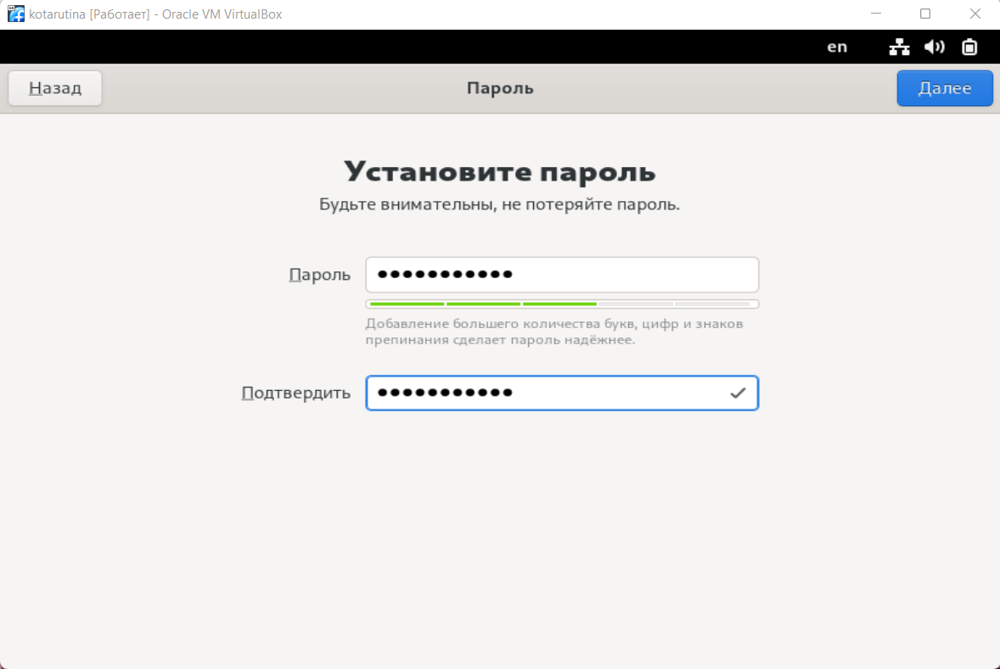 kotarutina [Работает] - Oracle VM VirtualBox
en
Назад
Пароль
Далее
Установите пароль
Будьте внимательны, не потеряйте пароль.
Пароль
Добавление большего количества букв, цифр и знаков
препинания сделает пароль надёжнее.
Подтвердить